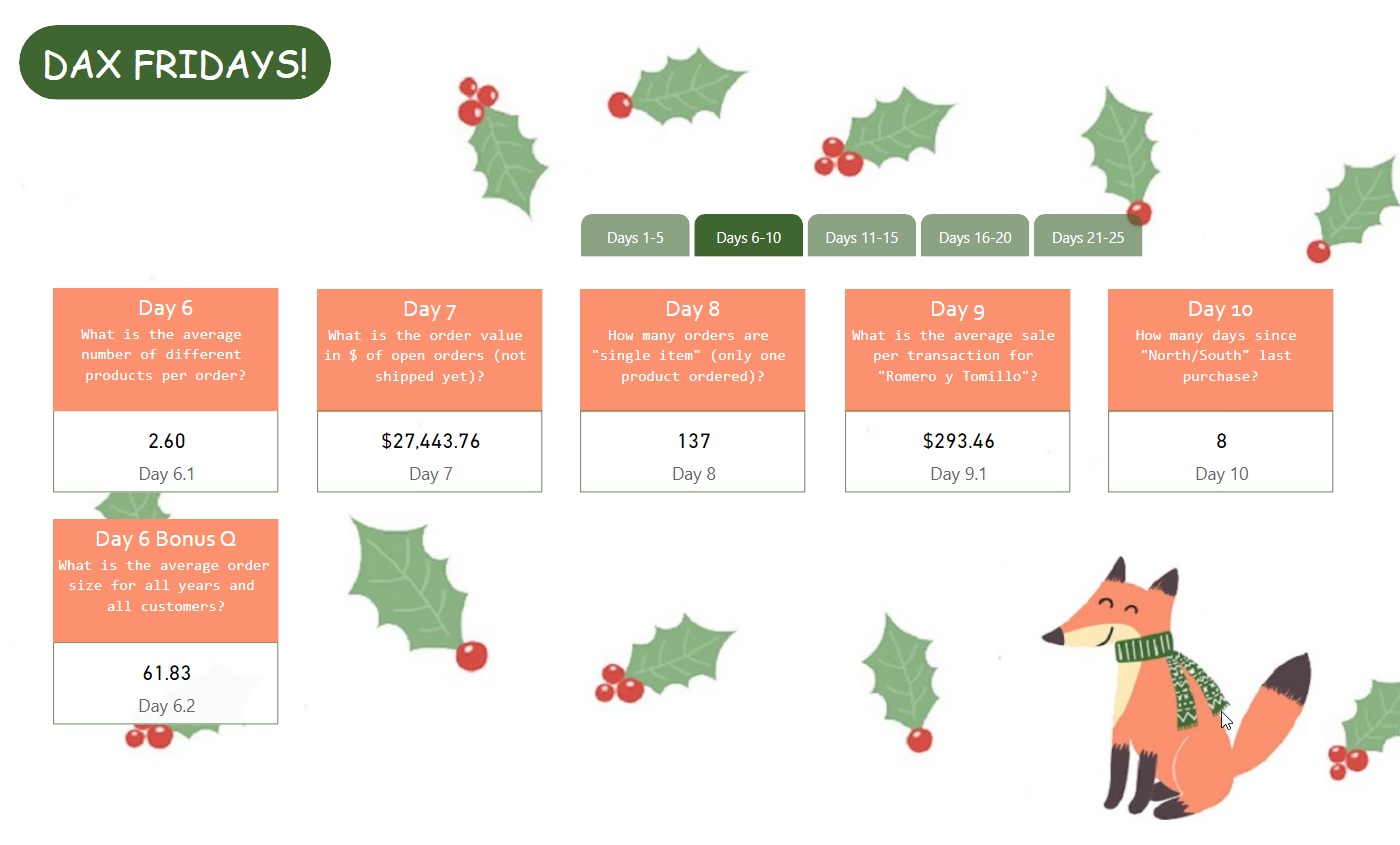 DAX FRIDAYS!
Days 1-5
Days 6-10
Days 11-15
Days 16-20
Days 21-25
Day 6
What is the average
number of different
products per order?
2.60
Day 6.1
Day 7
What is the order value
in $ of open orders (not
shipped yet)?
$27,443.76
Day 7
Day 8
How many orders are
"single item" (only one
product ordered)?
137
Day 8
Day 9
What is the average sale
per transaction for
"Romero y Tomillo"?
$293.46
Day 9.1
Day 10
How many days since
"North/South" last
purchase?
8
Day 10
Day 6 Bonus Q
What is the average order
size for all years and
all customers?
61.83
Day 6.2